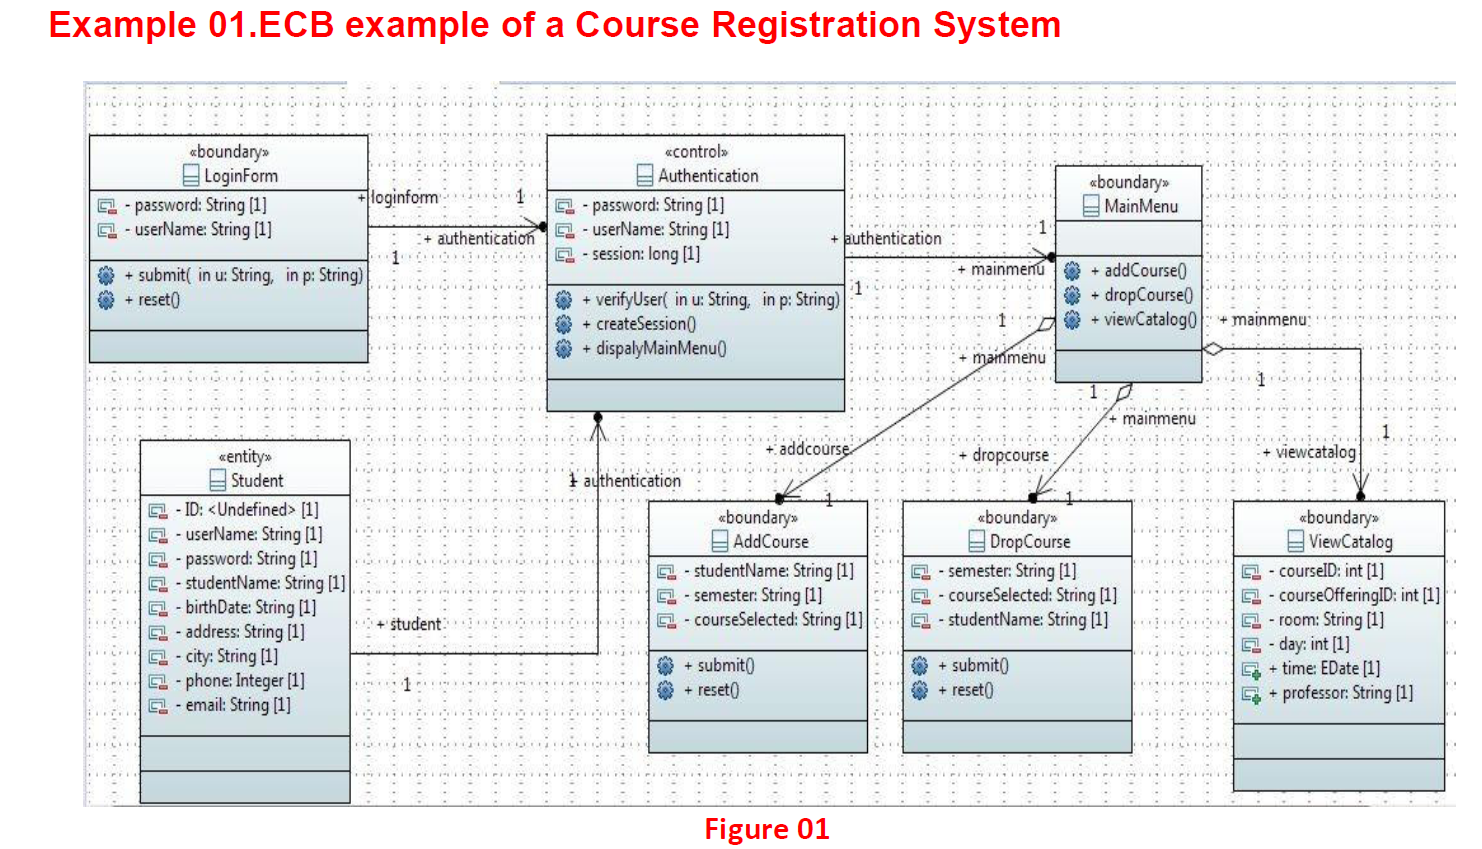 Example 01.ECB example of a Course Registration System
«boundary»
LoginForm
- password: String [1]
- userName: String [1]
+ submit( in u: String, in p: String)
+ reset()
+ loginform
1
+ authentication
1
«control»
Authentication
- password: String [1]
- userName: String [1]
- session: long [1]
+ verifyUser( in u: String, in p: String)
+ createSession()
+ dispalyMainMenu()
+ authentication
1
+ mainmenu
1
«boundary»
MainMenu
+ addCourse()
+ dropCourse()
+ viewCatalog()
1
+ mainmenu
+ addcourse
1
1
+ mainmenu
+ dropcourse
1
+ mainmenu
1
1
+ viewcatalog
«entity»
Student
- ID: <Undefined> [1]
- userName: String [1]
- password: String [1]
- studentName: String [1]
- birthDate: String [1]
- address: String [1]
- city: String [1]
- phone: Integer [1]
- email: String [1]
1
+ authentication
+ student
1
«boundary»
AddCourse
- studentName: String [1]
- semester: String [1]
- courseSelected: String [1]
+ submit()
+ reset()
«boundary»
DropCourse
- semester: String [1]
- courseSelected: String [1]
- studentName: String [1]
+ submit()
+ reset()
«boundary»
ViewCatalog
- courseID: int [1]
- courseOfferingID: int [1]
- room: String [1]
- day: int [1]
+ time: EDate [1]
+ professor: String [1]
Figure 01